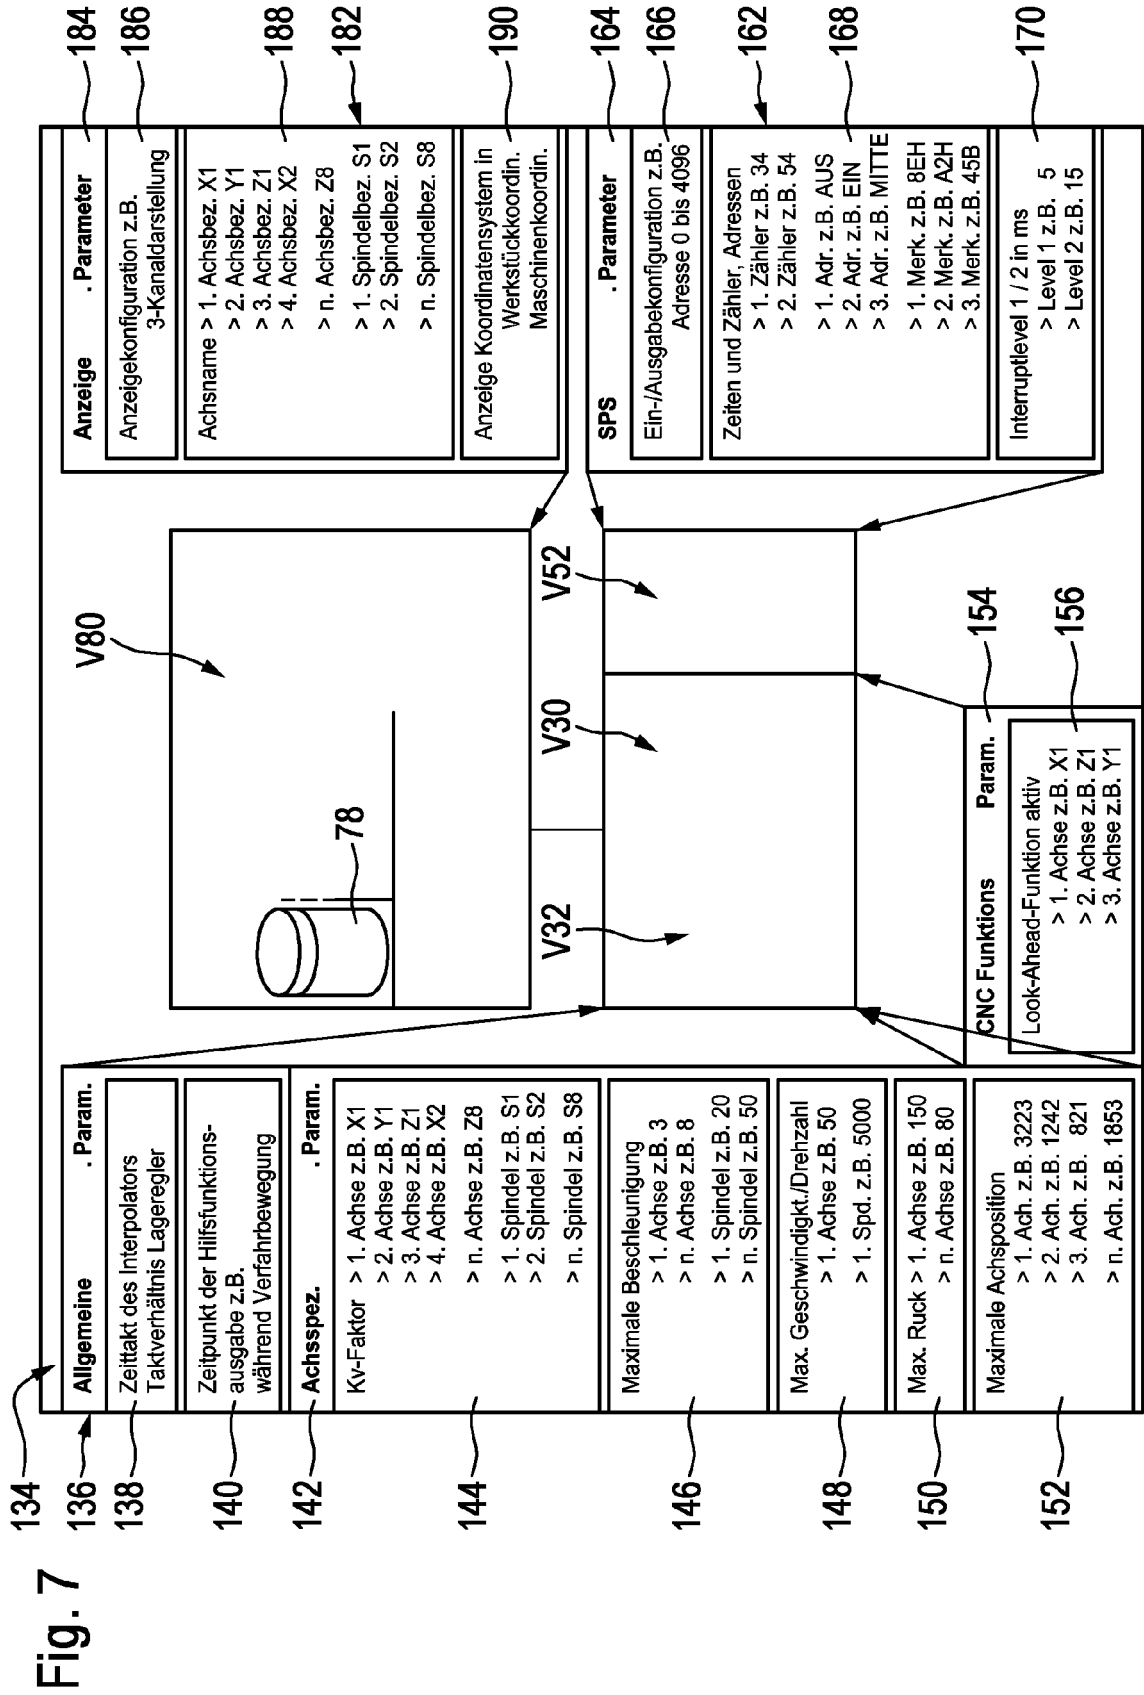 Fig. 7
134
136
138
140
142
144
146
148
150
152
Allgemeine . Param.
Zeittakt des Interpolators
Taktverhältnis Lageregler
Zeitpunkt der Hilfsfunktions-
ausgabe z.B.
während Verfahrbewegung
Achsspez. . Param.
Kv-Faktor > 1. Achse z.B. X1
> 2. Achse z.B. Y1
> 3. Achse z.B. Z1
> 4. Achse z.B. X2
> n. Achse z.B. Z8
> 1. Spindel z.B. S1
> 2. Spindel z.B. S2
> n. Spindel z.B. S8
Maximale Beschleunigung
> 1. Achse z.B. 3
> n. Achse z.B. 8
> 1. Spindel z.B. 20
> n. Spindel z.B. 50
Max. Geschwindigkt./Drehzahl
> 1. Achse z.B. 50
> 1. Spd. z.B. 5000
Max. Ruck > 1. Achse z.B. 150
> n. Achse z.B. 80
Maximale Achsposition
> 1. Ach. z.B. 3223
> 2. Ach. z.B. 1242
> 3. Ach. z.B. 821
> n. Ach. z.B. 1853
V80
78
V32
V30
V52
CNC Funktions Param.
Look-Ahead-Funktion aktiv
> 1. Achse z.B. X1
> 2. Achse z.B. Z1
> 3. Achse z.B. Y1
154
156
Anzeige . Parameter
Anzeigekonfiguration z.B.
3-Kanaldarstellung
Achsname > 1. Achsbez. X1
> 2. Achsbez. Y1
> 3. Achsbez. Z1
> 4. Achsbez. X2
> n. Achsbez. Z8
> 1. Spindelbez. S1
> 2. Spindelbez. S2
> n. Spindelbez. S8
Anzeige Koordinatensystem in
Werkstückkoordin.
Maschinenkoordin.
SPS . Parameter
Ein-/Ausgabekonfiguration z.B.
Adresse 0 bis 4096
Zeiten und Zähler, Adressen
> 1. Zähler z.B. 34
> 2. Zähler z.B. 54
> 1. Adr. z.B. AUS
> 2. Adr. z.B. EIN
> 3. Adr. z.B. MITTE
> 1. Merk. z.B. 8EH
> 2. Merk. z.B. A2H
> 3. Merk. z.B. 45B
Interruptlevel 1 / 2 in ms
> Level 1 z.B. 5
> Level 2 z.B. 15
184
186
188
182
190
164
166
162
168
170